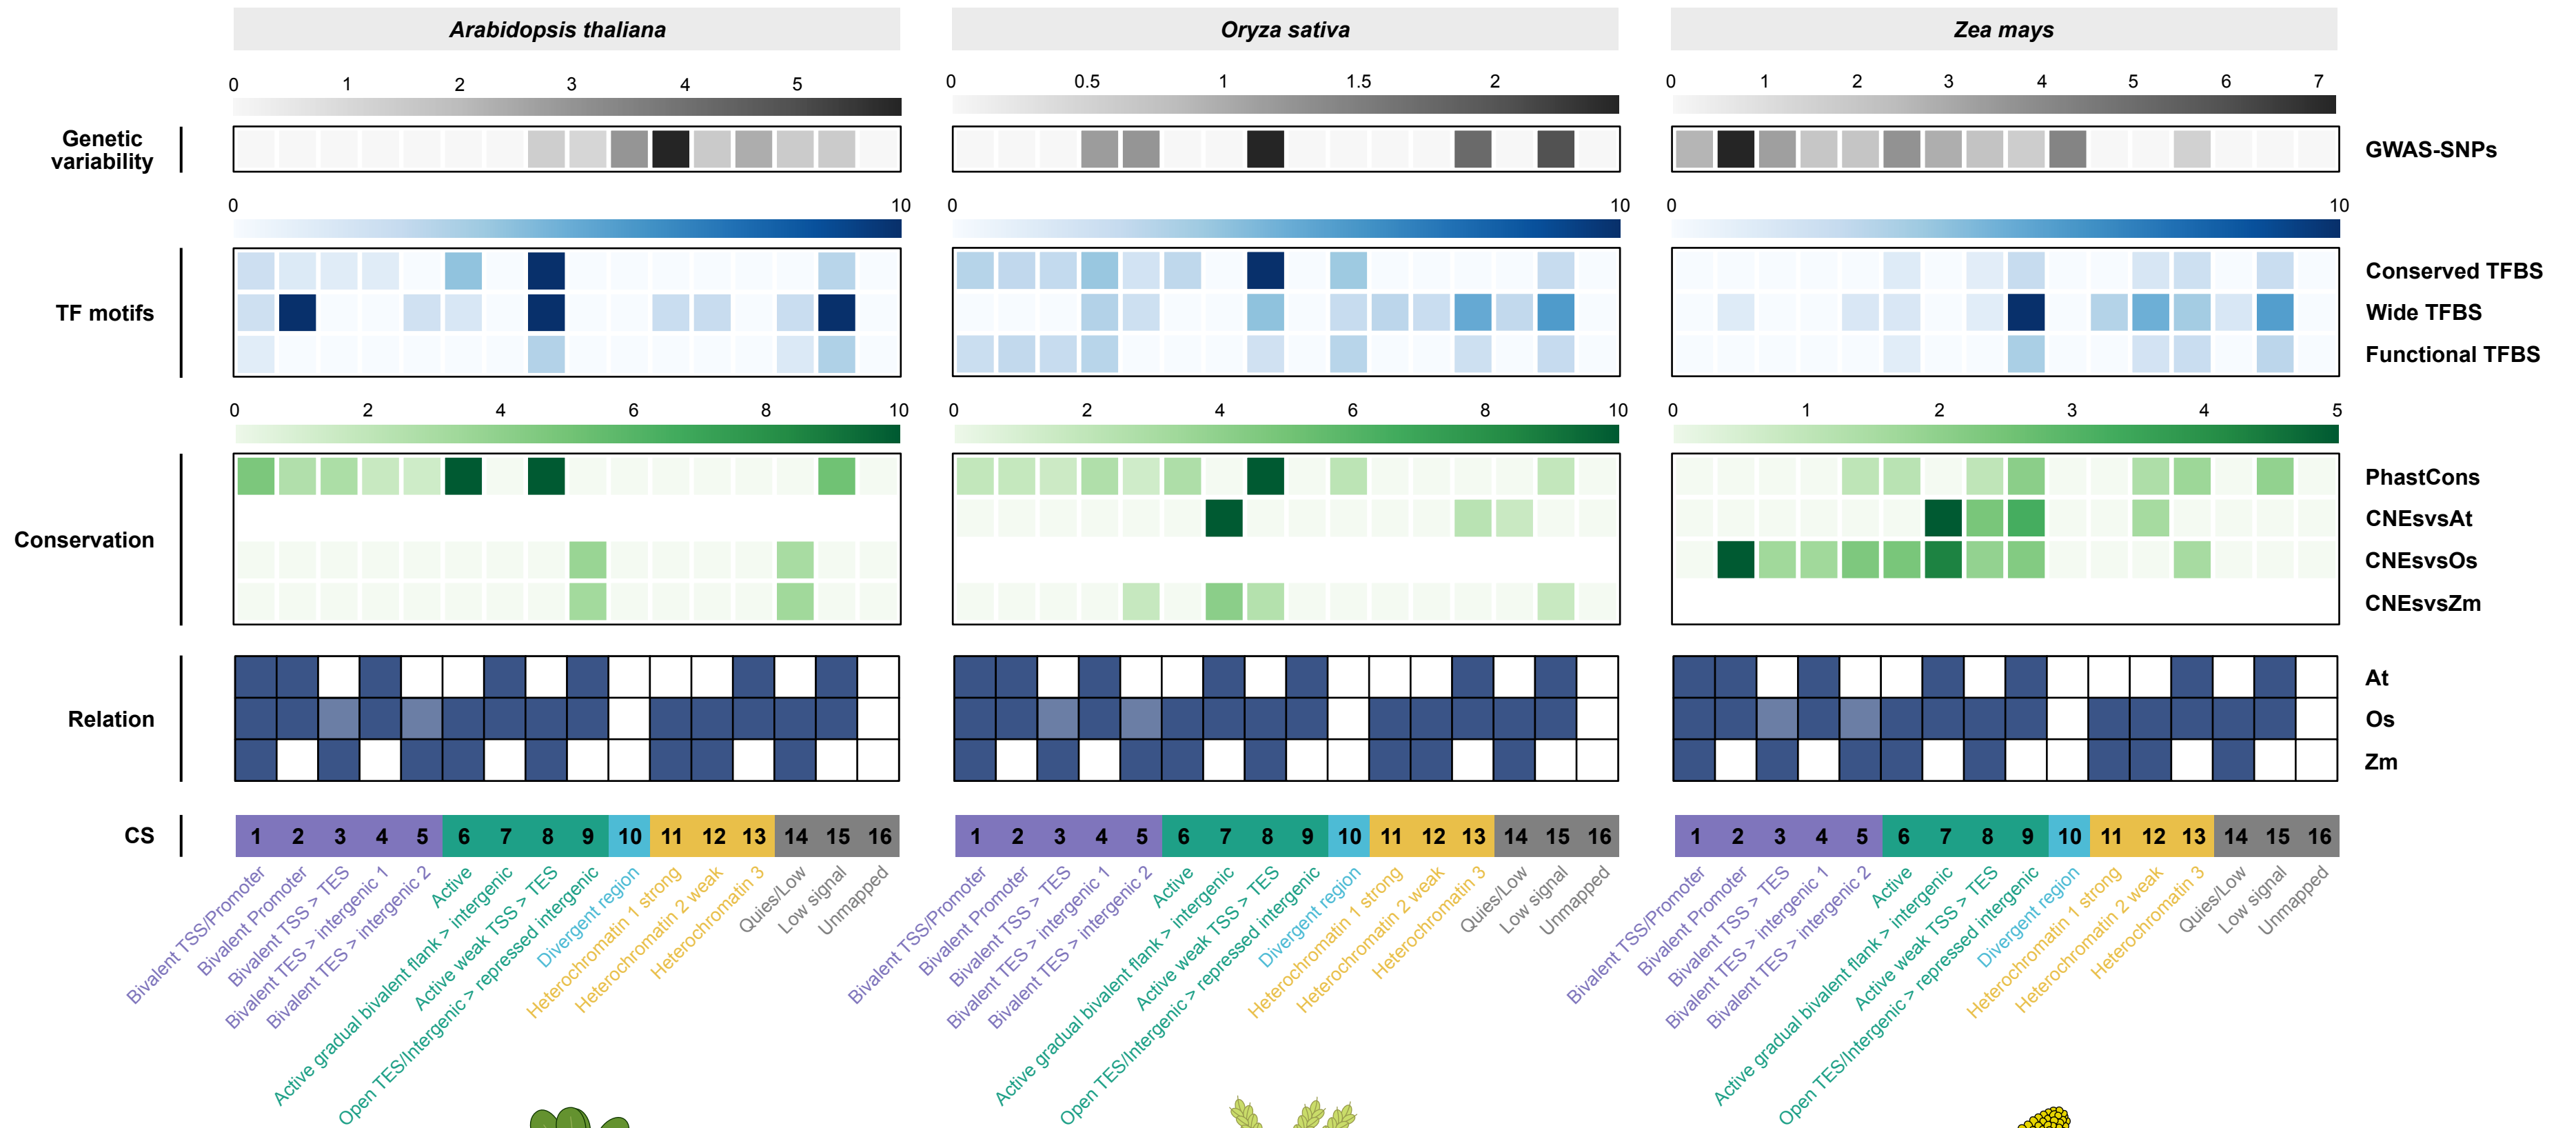 Arabidopsis thaliana
Oryza sativa
Zea mays
0 1 2 3 4 5
0 0.5 1 1.5 2
0 1 2 3 4 5 6 7
Genetic
variability
GWAS-SNPs
0 10
0 10
0 10
TF motifs
Conserved TFBS
Wide TFBS
Functional TFBS
0 2 4 6 8 10
0 2 4 6 8 10
0 1 2 3 4 5
Conservation
PhastCons
CNEsvsAt
CNEsvsOs
CNEsvsZm
Relation
At
Os
Zm
CS
1 2 3 4 5 6 7 8 9 10 11 12 13 14 15 16
1 2 3 4 5 6 7 8 9 10 11 12 13 14 15 16
1 2 3 4 5 6 7 8 9 10 11 12 13 14 15 16
Bivalent TSS/Promoter
Bivalent Promoter
Bivalent TSS > TES
Bivalent TES > intergenic 1
Bivalent TES > intergenic 2
Active
Active gradual bivalent flank > intergenic
Active weak TSS > TES
Open TES/Intergenic > repressed intergenic
Divergent region
Heterochromatin 1 strong
Heterochromatin 2 weak
Heterochromatin 3
Quies/Low
Low signal
Unmapped
Bivalent TSS/Promoter
Bivalent Promoter
Bivalent TSS > TES
Bivalent TES > intergenic 1
Bivalent TES > intergenic 2
Active
Active gradual bivalent flank > intergenic
Active weak TSS > TES
Open TES/Intergenic > repressed intergenic
Divergent region
Heterochromatin 1 strong
Heterochromatin 2 weak
Heterochromatin 3
Quies/Low
Low signal
Unmapped
Bivalent TSS/Promoter
Bivalent Promoter
Bivalent TSS > TES
Bivalent TES > intergenic 1
Bivalent TES > intergenic 2
Active
Active gradual bivalent flank > intergenic
Active weak TSS > TES
Open TES/Intergenic > repressed intergenic
Divergent region
Heterochromatin 1 strong
Heterochromatin 2 weak
Heterochromatin 3
Quies/Low
Low signal
Unmapped